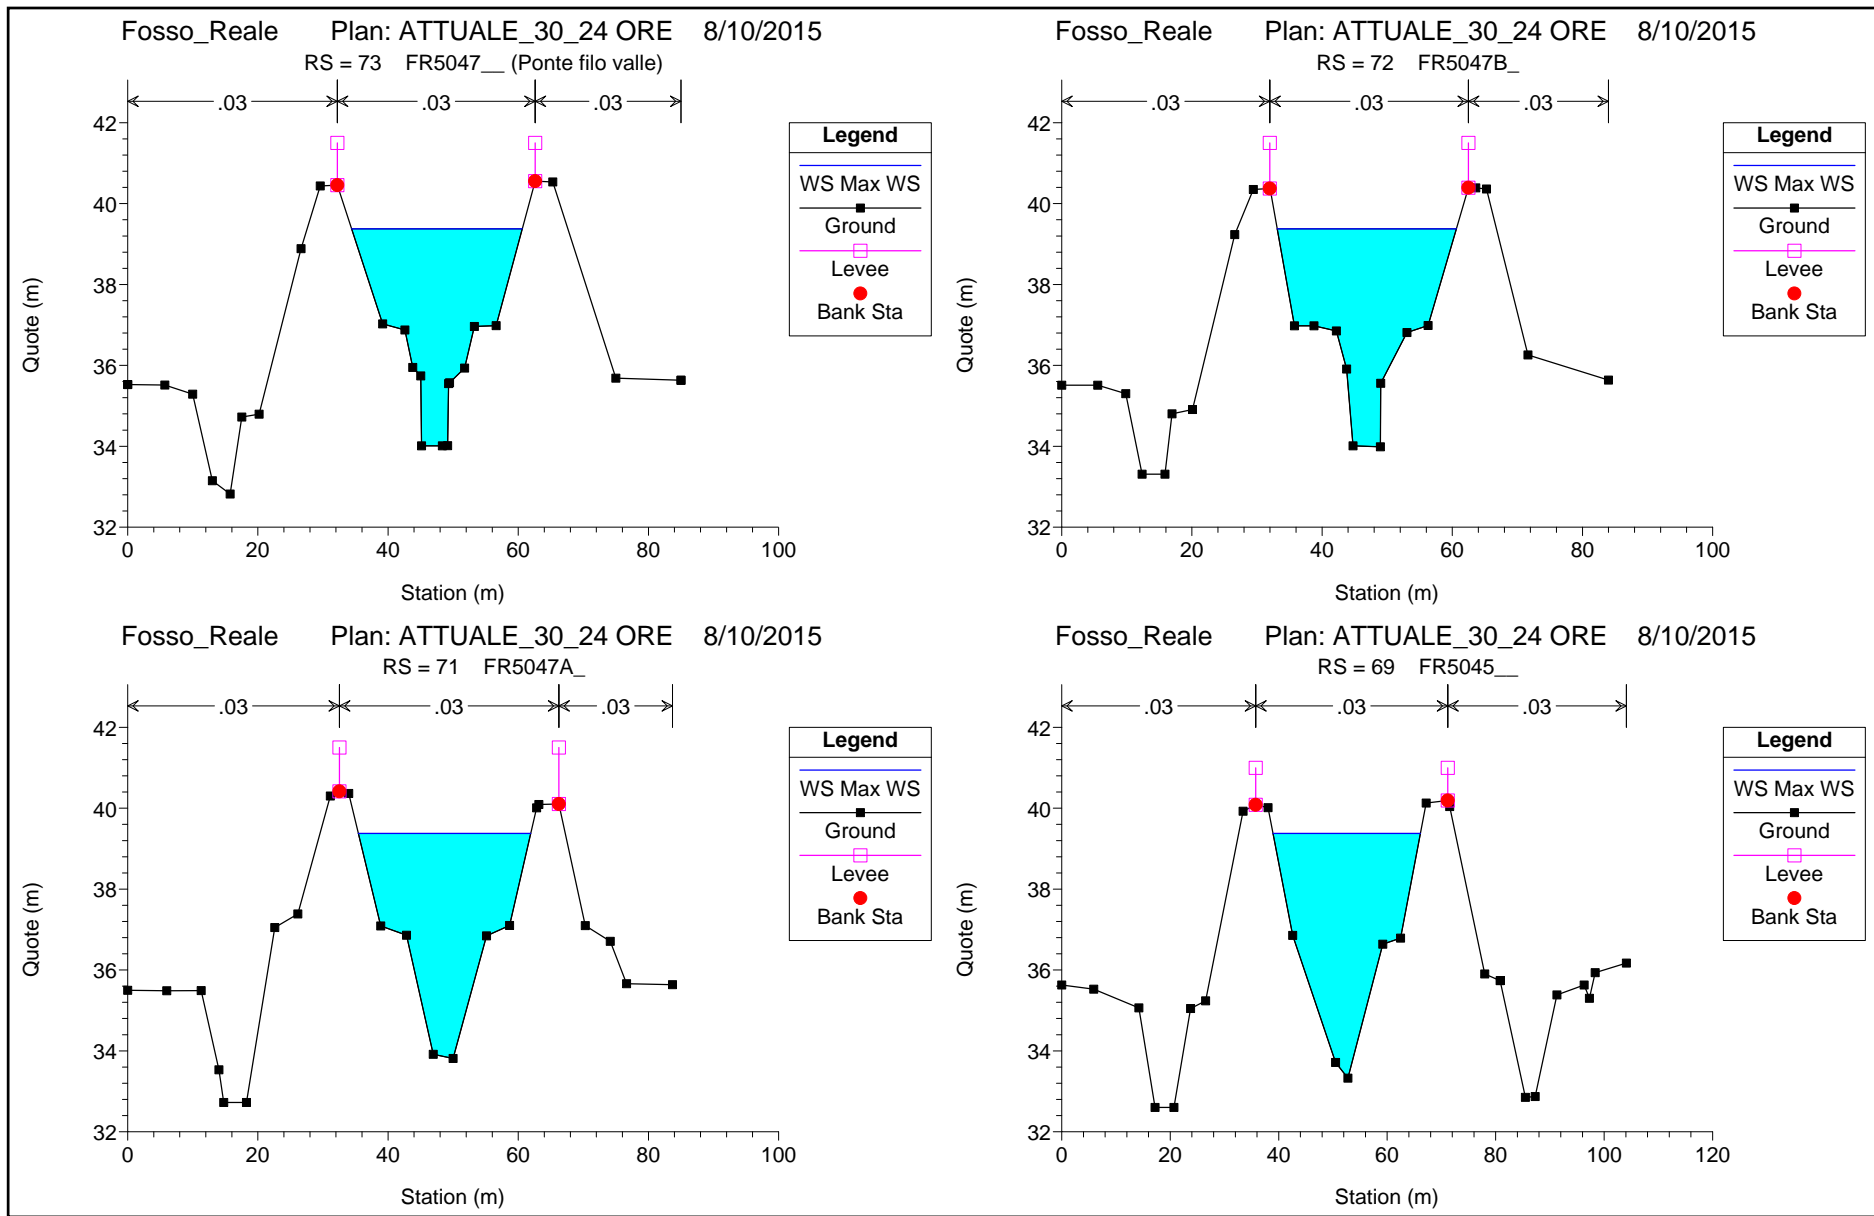 Fosso_Reale Plan: ATTUALE_30_24 ORE 8/10/2015
RS = 73 FR5047__ (Ponte filo valle)
.03 .03 .03
Legend
WS Max WS
Ground
Levee
Bank Sta
Quote (m)
42
40
38
36
34
32
0 20 40 60 80 100
Station (m)
Fosso_Reale Plan: ATTUALE_30_24 ORE 8/10/2015
RS = 72 FR5047B_
.03 .03 .03
Legend
WS Max WS
Ground
Levee
Bank Sta
Quote (m)
42
40
38
36
34
32
0 20 40 60 80 100
Station (m)
Fosso_Reale Plan: ATTUALE_30_24 ORE 8/10/2015
RS = 71 FR5047A_
.03 .03 .03
Legend
WS Max WS
Ground
Levee
Bank Sta
Quote (m)
42
40
38
36
34
32
0 20 40 60 80 100
Station (m)
Fosso_Reale Plan: ATTUALE_30_24 ORE 8/10/2015
RS = 69 FR5045__
.03 .03 .03
Legend
WS Max WS
Ground
Levee
Bank Sta
Quote (m)
42
40
38
36
34
32
0 20 40 60 80 100 120
Station (m)